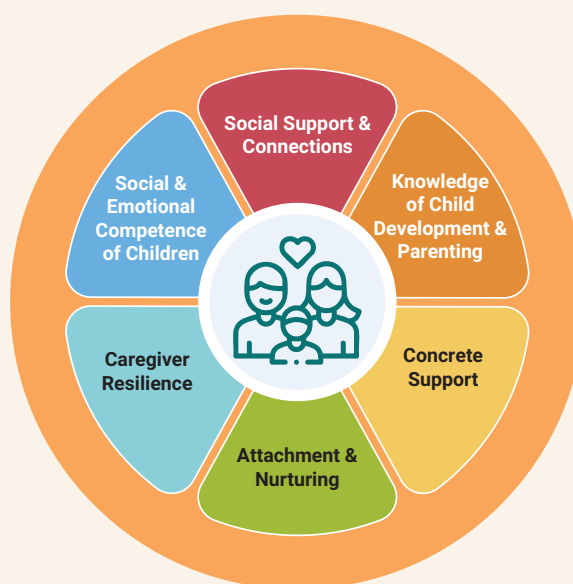 Social Support &
Connections
Knowledge
of Child
Development &
Parenting
Concrete
Support
Attachment &
Nurturing
Caregiver
Resilience
Social &
Emotional
Competence
of Children